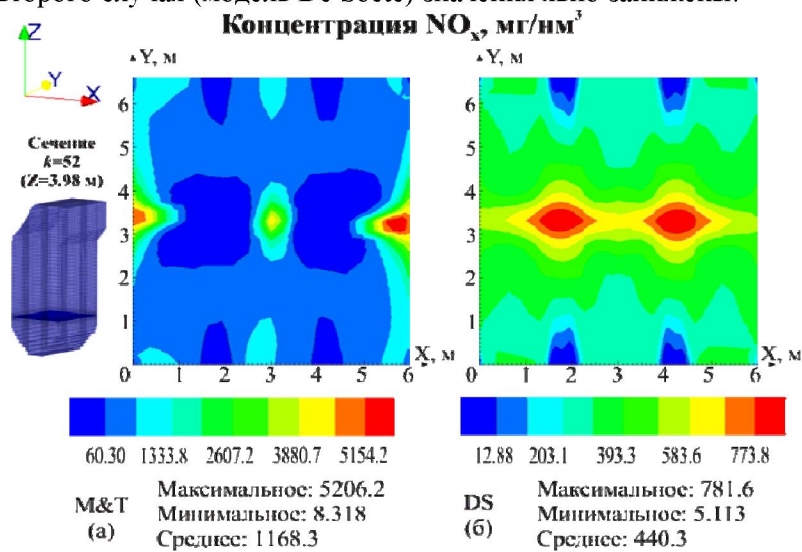 Концентрация NOx, мг/нм³
Z
Y
X
Сечение
k=52
(Z=3.98 м)
Y, м
6
5
4
3
2
1
0 1 2 3 4 5 6
X, м
Y, м
6
5
4
3
2
1
0 1 2 3 4 5 6
X, м
60.30 1333.8 2607.2 3880.7 5154.2
12.88 203.1 393.3 583.6 773.8
M&T
(а)
Максимальное: 5206.2
Минимальное: 8.318
Среднее: 1168.3
DS
(б)
Максимальное: 781.6
Минимальное: 5.113
Среднее: 440.3